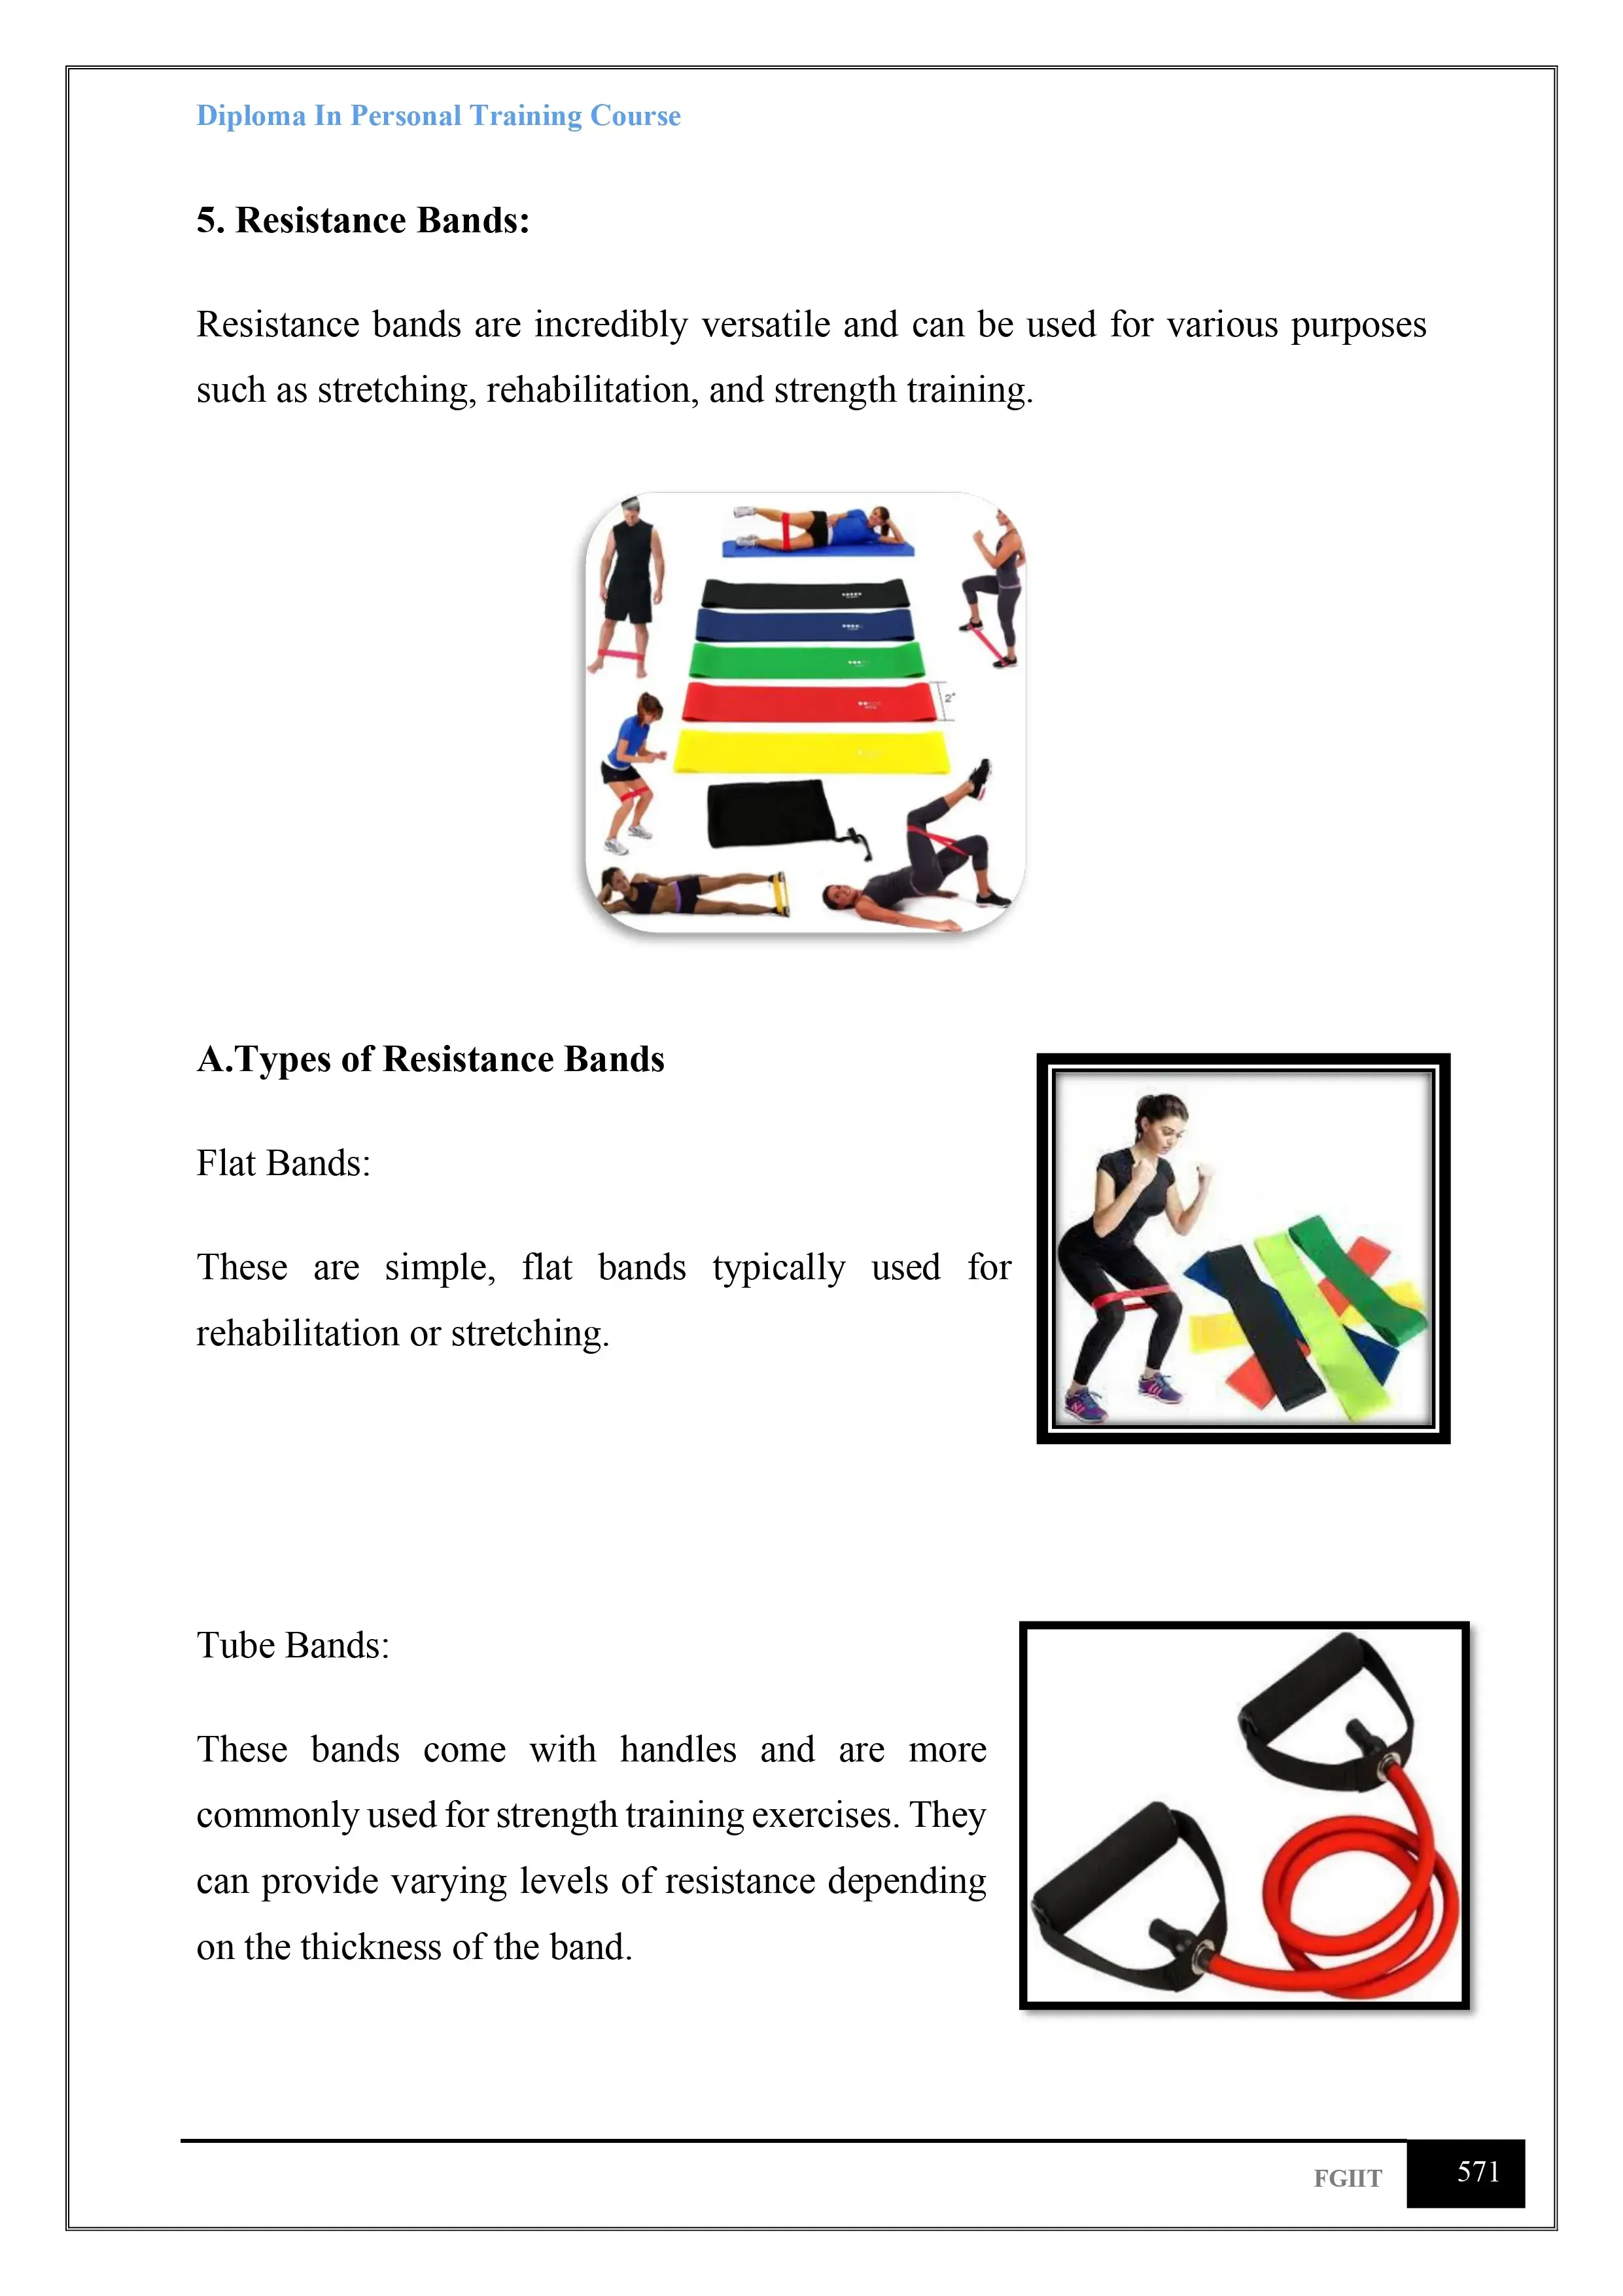 Diploma In Personal Training Course
5. Resistance Bands:
Resistance bands are incredibly versatile and can be used for various purposes
such as stretching, rehabilitation, and strength training.
2"
A.Types of Resistance Bands
Flat Bands:
These are simple, flat bands typically used for
rehabilitation or stretching.
Tube Bands:
These bands come with handles and are more
commonly used for strength training exercises. They
can provide varying levels of resistance depending
on the thickness of the band.
FGIIT
571